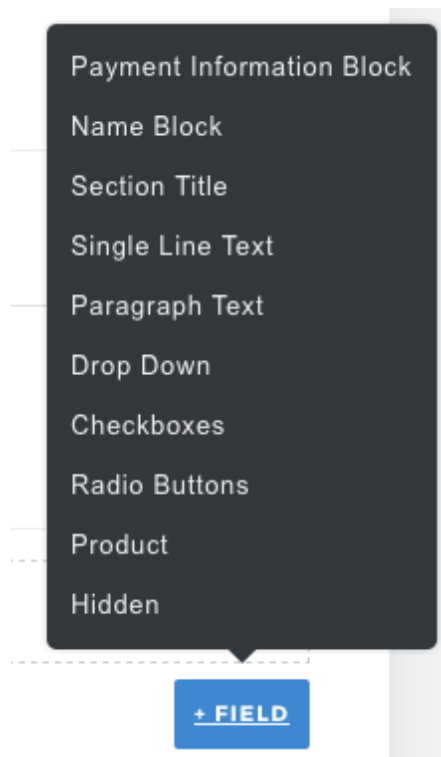 Payment Information Block
Name Block
Section Title
Single Line Text
Paragraph Text
Drop Down
Checkboxes
Radio Buttons
Product
Hidden
+ FIELD